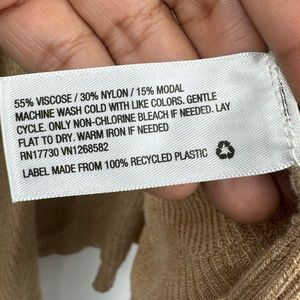 55% VISCOSE / 30% NYLON / 15% MODAL
MACHINE WASH COLD WITH LIKE COLORS. GENTLE
CYCLE. ONLY NON-CHLORINE BLEACH IF NEEDED. LAY
FLAT TO DRY. WARM IRON IF NEEDED
RN17730 VN1268582
LABEL MADE FROM 100% RECYCLED PLASTIC